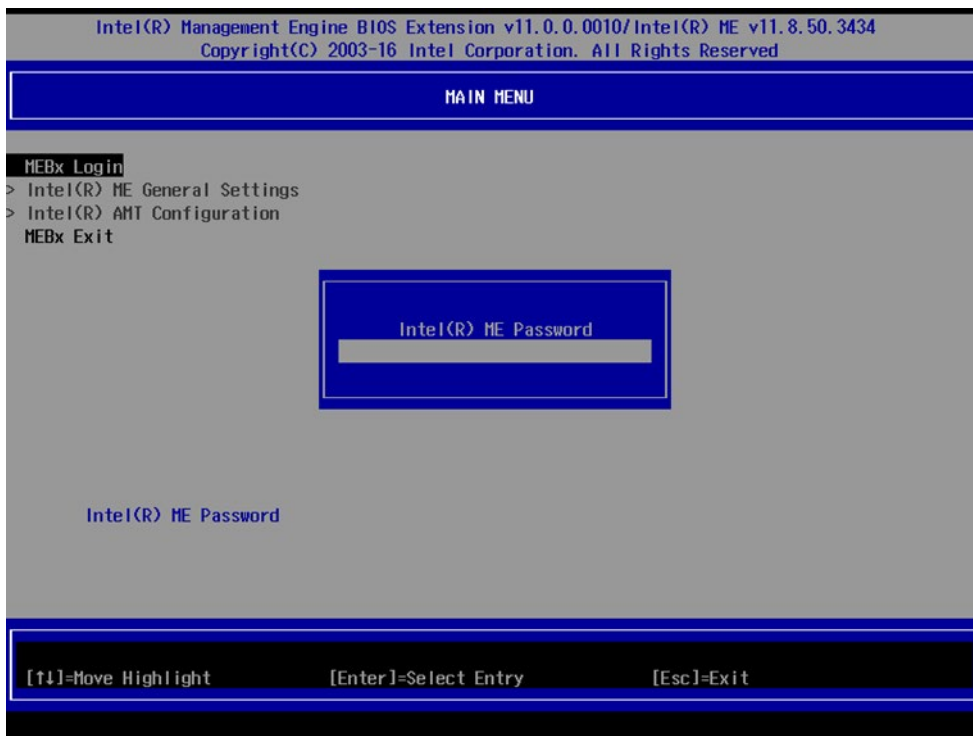 Intel(R) Management Engine BIOS Extension v11.0.0.0010/Intel(R) ME v11.8.50.3434
Copyright(C) 2003-16 Intel Corporation. All Rights Reserved
MAIN MENU
MEBx Login
> Intel(R) ME General Settings
> Intel(R) AMT Configuration
MEBx Exit
Intel(R) ME Password
Intel(R) ME Password
[↑↓]=Move Highlight [Enter]=Select Entry [Esc]=Exit